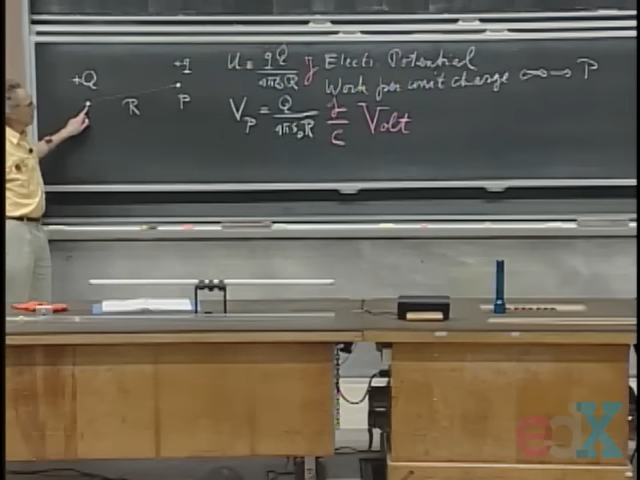 +Q
+q
R
P
U = qQ / 4πε₀R J
Electr. Potential
Work per unit charge ∞→ P
V_P = Q / 4πε₀R J/C Volt
edX